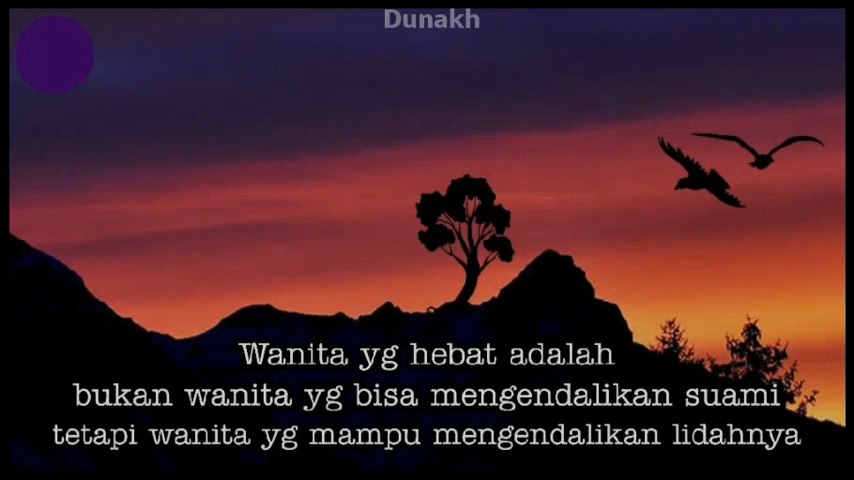 Dunakh
Wanita yg hebat adalah
bukan wanita yg bisa mengendalikan suami
tetapi wanita yg mampu mengendalikan lidahnya